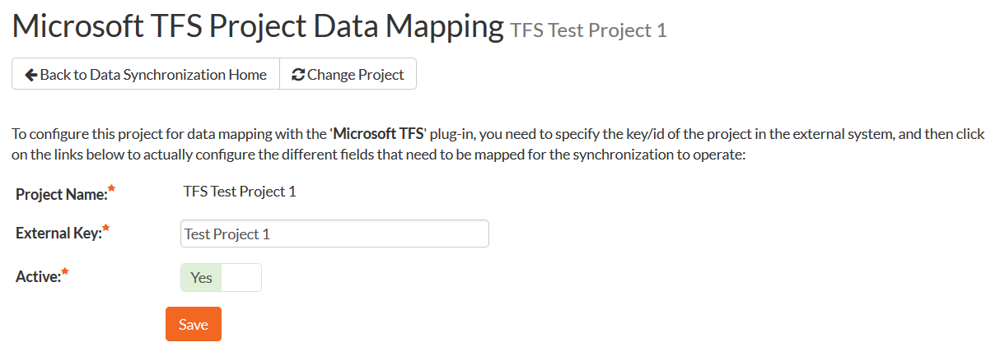 Microsoft TFS Project Data Mapping TFS Test Project 1
Back to Data Synchronization Home Change Project
To configure this project for data mapping with the 'Microsoft TFS' plug-in, you need to specify the key/id of the project in the external system, and then click
on the links below to actually configure the different fields that need to be mapped for the synchronization to operate:
Project Name:* TFS Test Project 1
External Key:* Test Project 1
Active:* Yes
Save